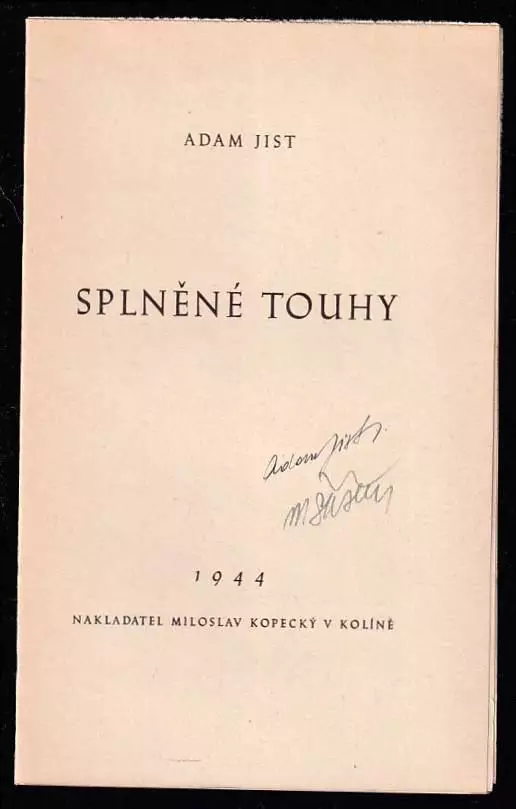 ADAM JIST
SPLNĚNÉ TOUHY
Adam Jist
1944
NAKLADATEL MILOSLAV KOPECKÝ V KOLÍNĚ